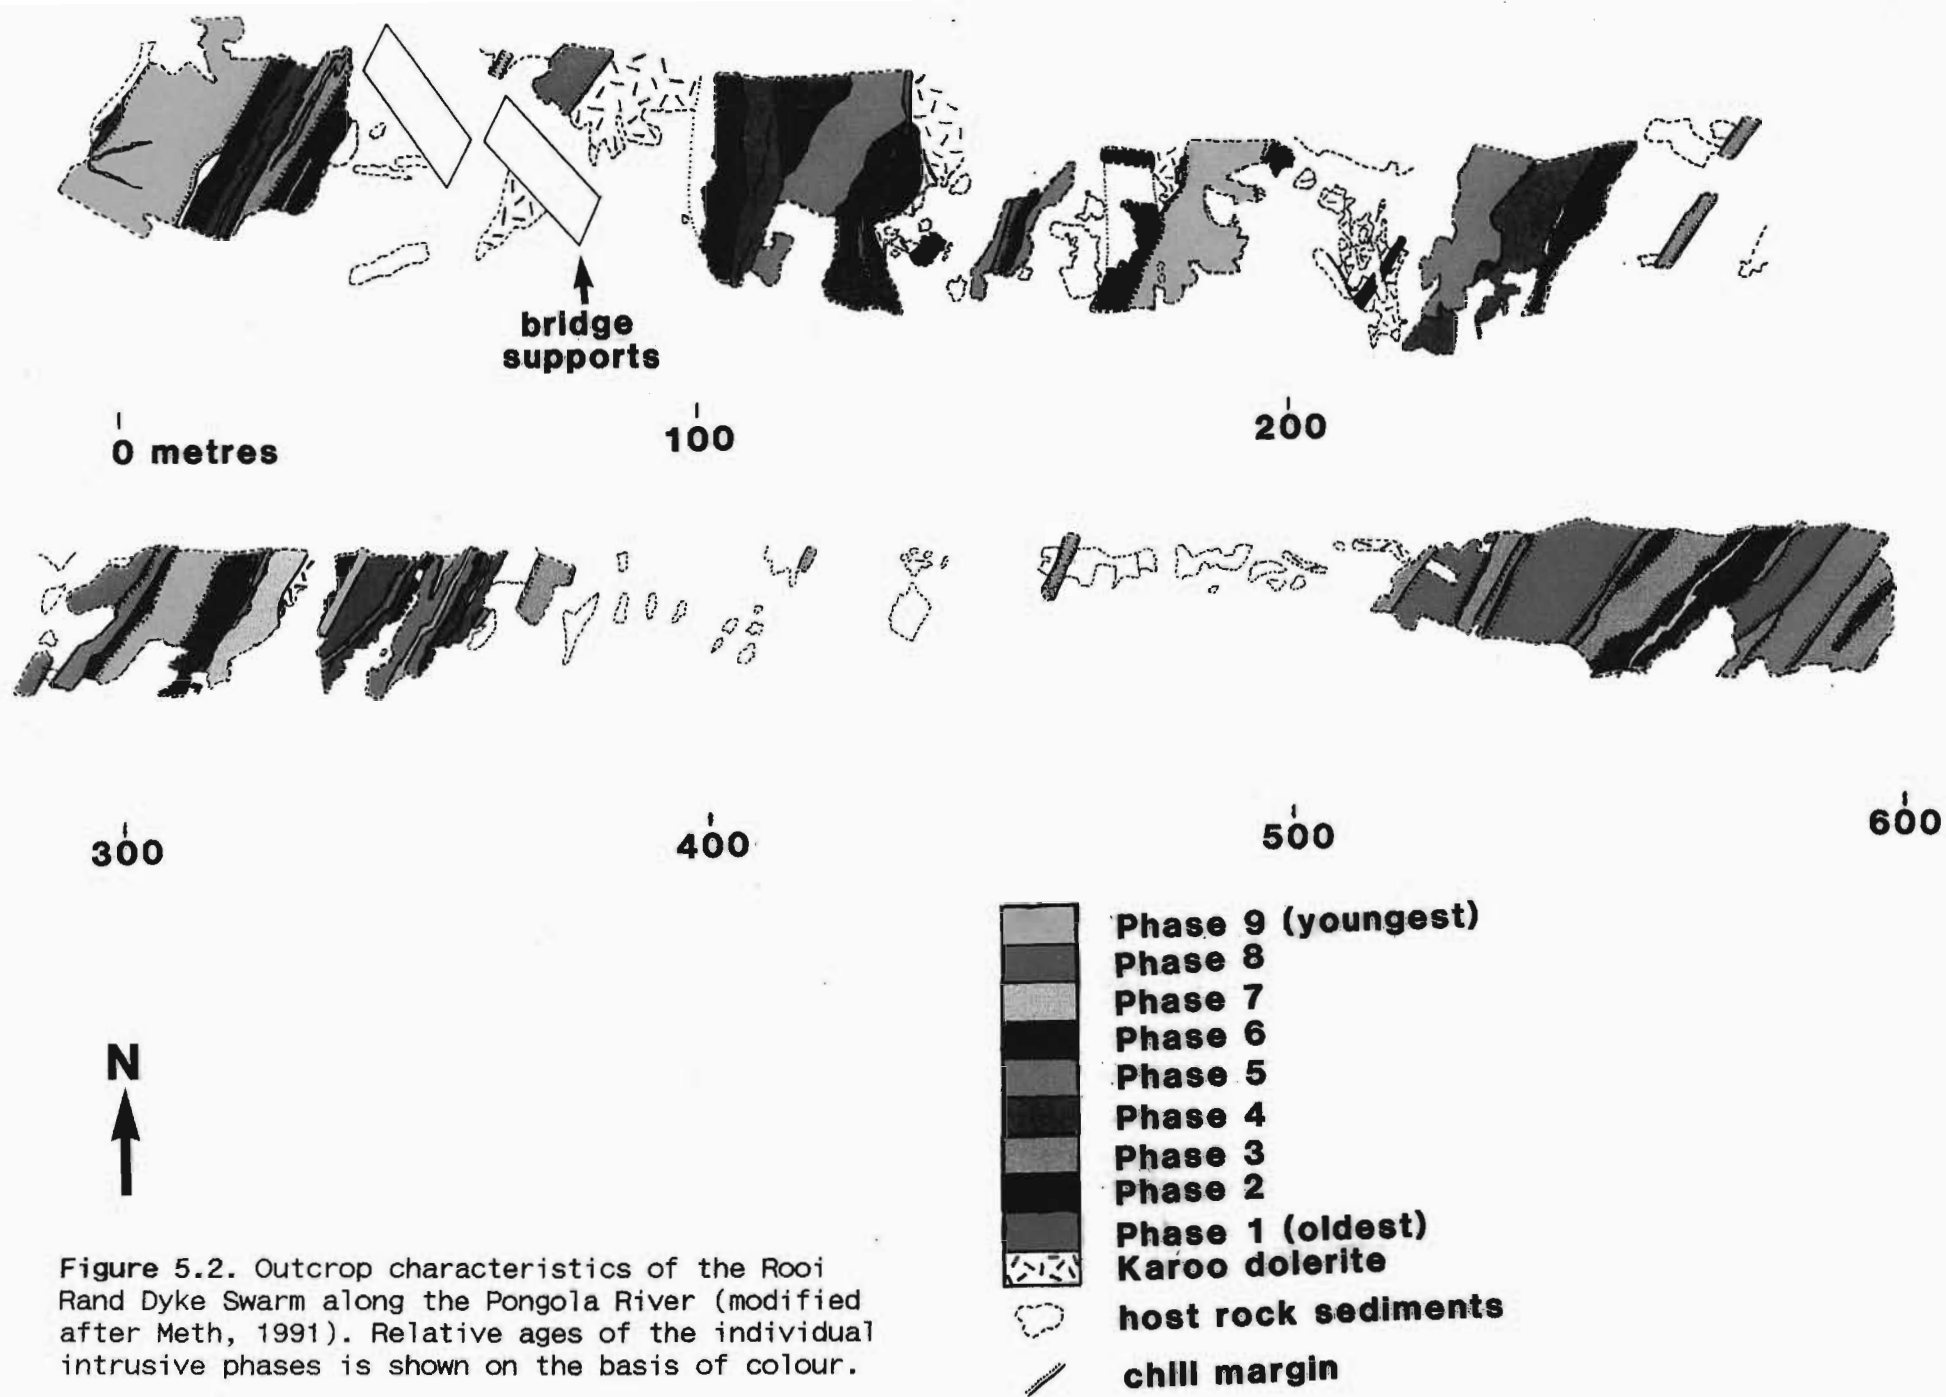 bridge
supports
0 metres
100
200
300
400
500
600
N
Phase 9 (youngest)
Phase 8
Phase 7
Phase 6
Phase 5
Phase 4
Phase 3
Phase 2
Phase 1 (oldest)
Karoo dolerite
host rock sediments
chill margin
Figure 5.2. Outcrop characteristics of the Rooi
Rand Dyke Swarm along the Pongola River (modified
after Meth, 1991). Relative ages of the individual
intrusive phases is shown on the basis of colour.